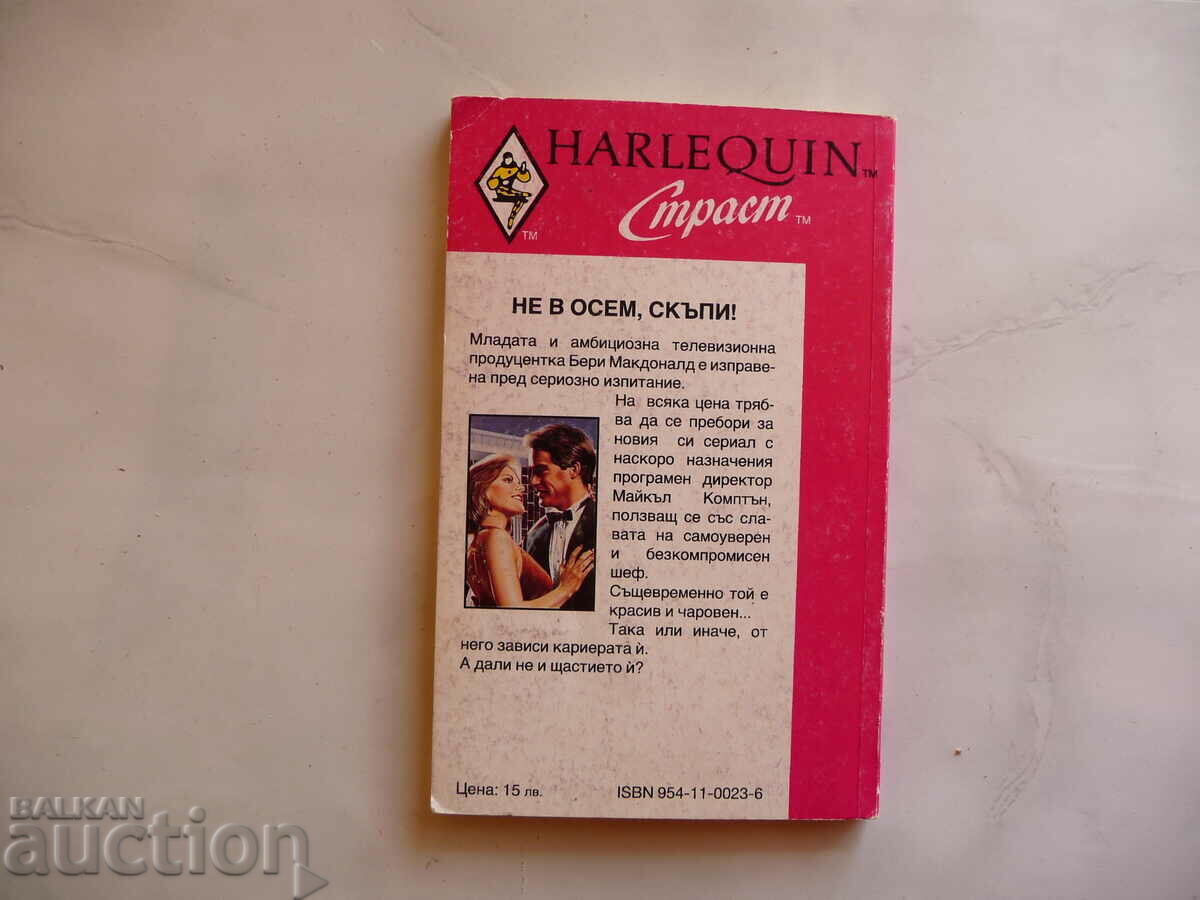 HARLEQUIN™
Страст™
TM
НЕ В ОСЕМ, СКЪПИ!
Младата и амбициозна телевизионна
продуцентка Бери Макдоналд е изправе-
на пред сериозно изпитание.
На всяка цена тряб-
ва да се пребори за
новия си сериал с
наскоро назначения
програмен директор
Майкъл Комптън,
ползващ се със сла-
вата на самоуверен
и безкомпромисен
шеф.
Същевременно той е
красив и чаровен...
Така или иначе, от
него зависи кариерата ѝ.
А дали не и щастието ѝ?
Цена: 15 лв. ISBN 954-11-0023-6
BALKAN
auction